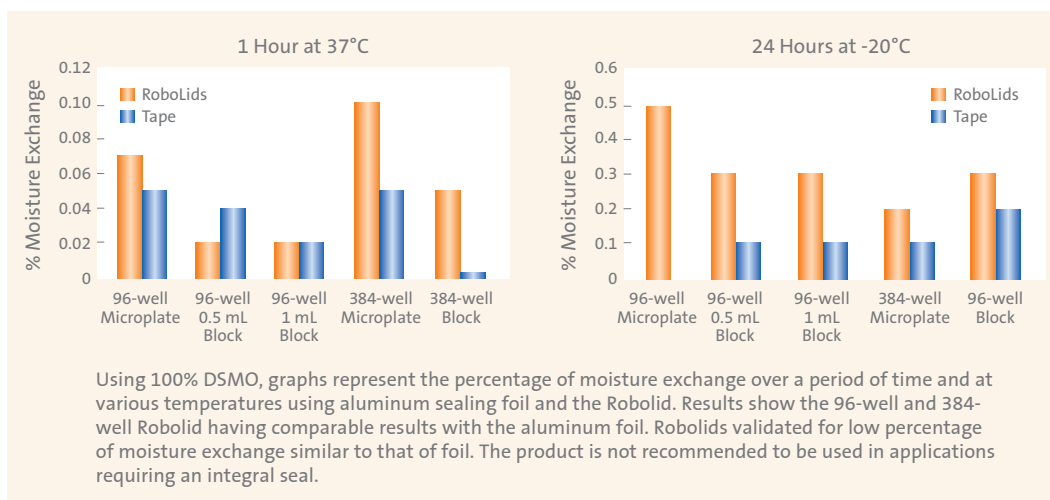 1 Hour at 37°C
% Moisture Exchange
0.12
0.10
0.08
0.06
0.04
0.02
0
RoboLids
Tape
96-well
Microplate
96-well
0.5 mL
Block
96-well
1 mL
Block
384-well
Microplate
384-well
Block
24 Hours at -20°C
% Moisture Exchange
0.6
0.5
0.4
0.3
0.2
0.1
0
RoboLids
Tape
96-well
Microplate
96-well
0.5 mL
Block
96-well
1 mL
Block
384-well
Microplate
96-well
Block
Using 100% DSMO, graphs represent the percentage of moisture exchange over a period of time and at
various temperatures using aluminum sealing foil and the Robolid. Results show the 96-well and 384-
well Robolid having comparable results with the aluminum foil. Robolids validated for low percentage
of moisture exchange similar to that of foil. The product is not recommended to be used in applications
requiring an integral seal.